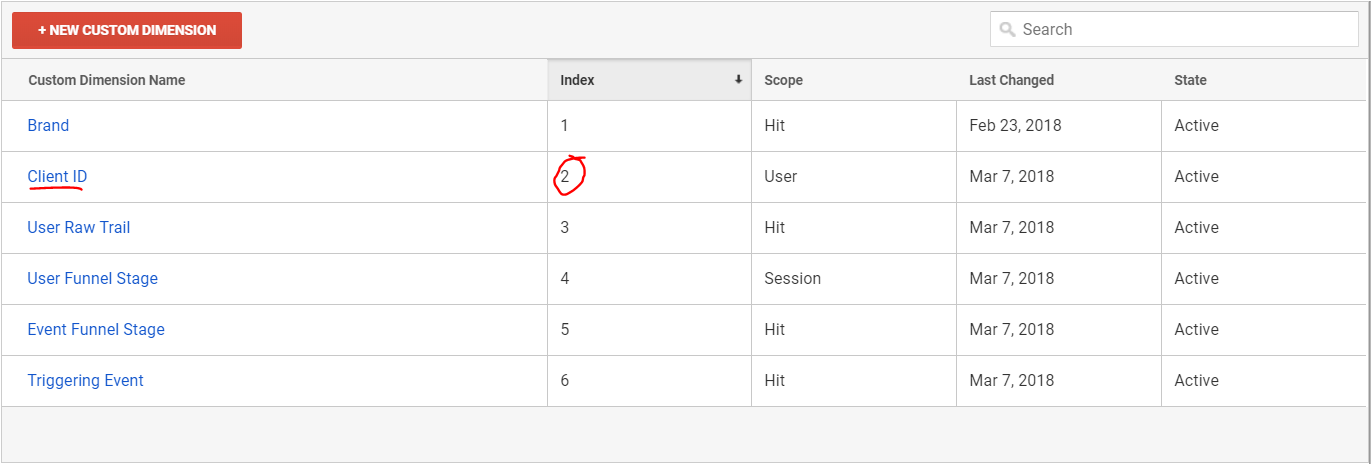 + NEW CUSTOM DIMENSION Search
Custom Dimension Name Index Scope Last Changed State
Brand 1 Hit Feb 23, 2018 Active
Client ID 2 User Mar 7, 2018 Active
User Raw Trail 3 Hit Mar 7, 2018 Active
User Funnel Stage 4 Session Mar 7, 2018 Active
Event Funnel Stage 5 Hit Mar 7, 2018 Active
Triggering Event 6 Hit Mar 7, 2018 Active